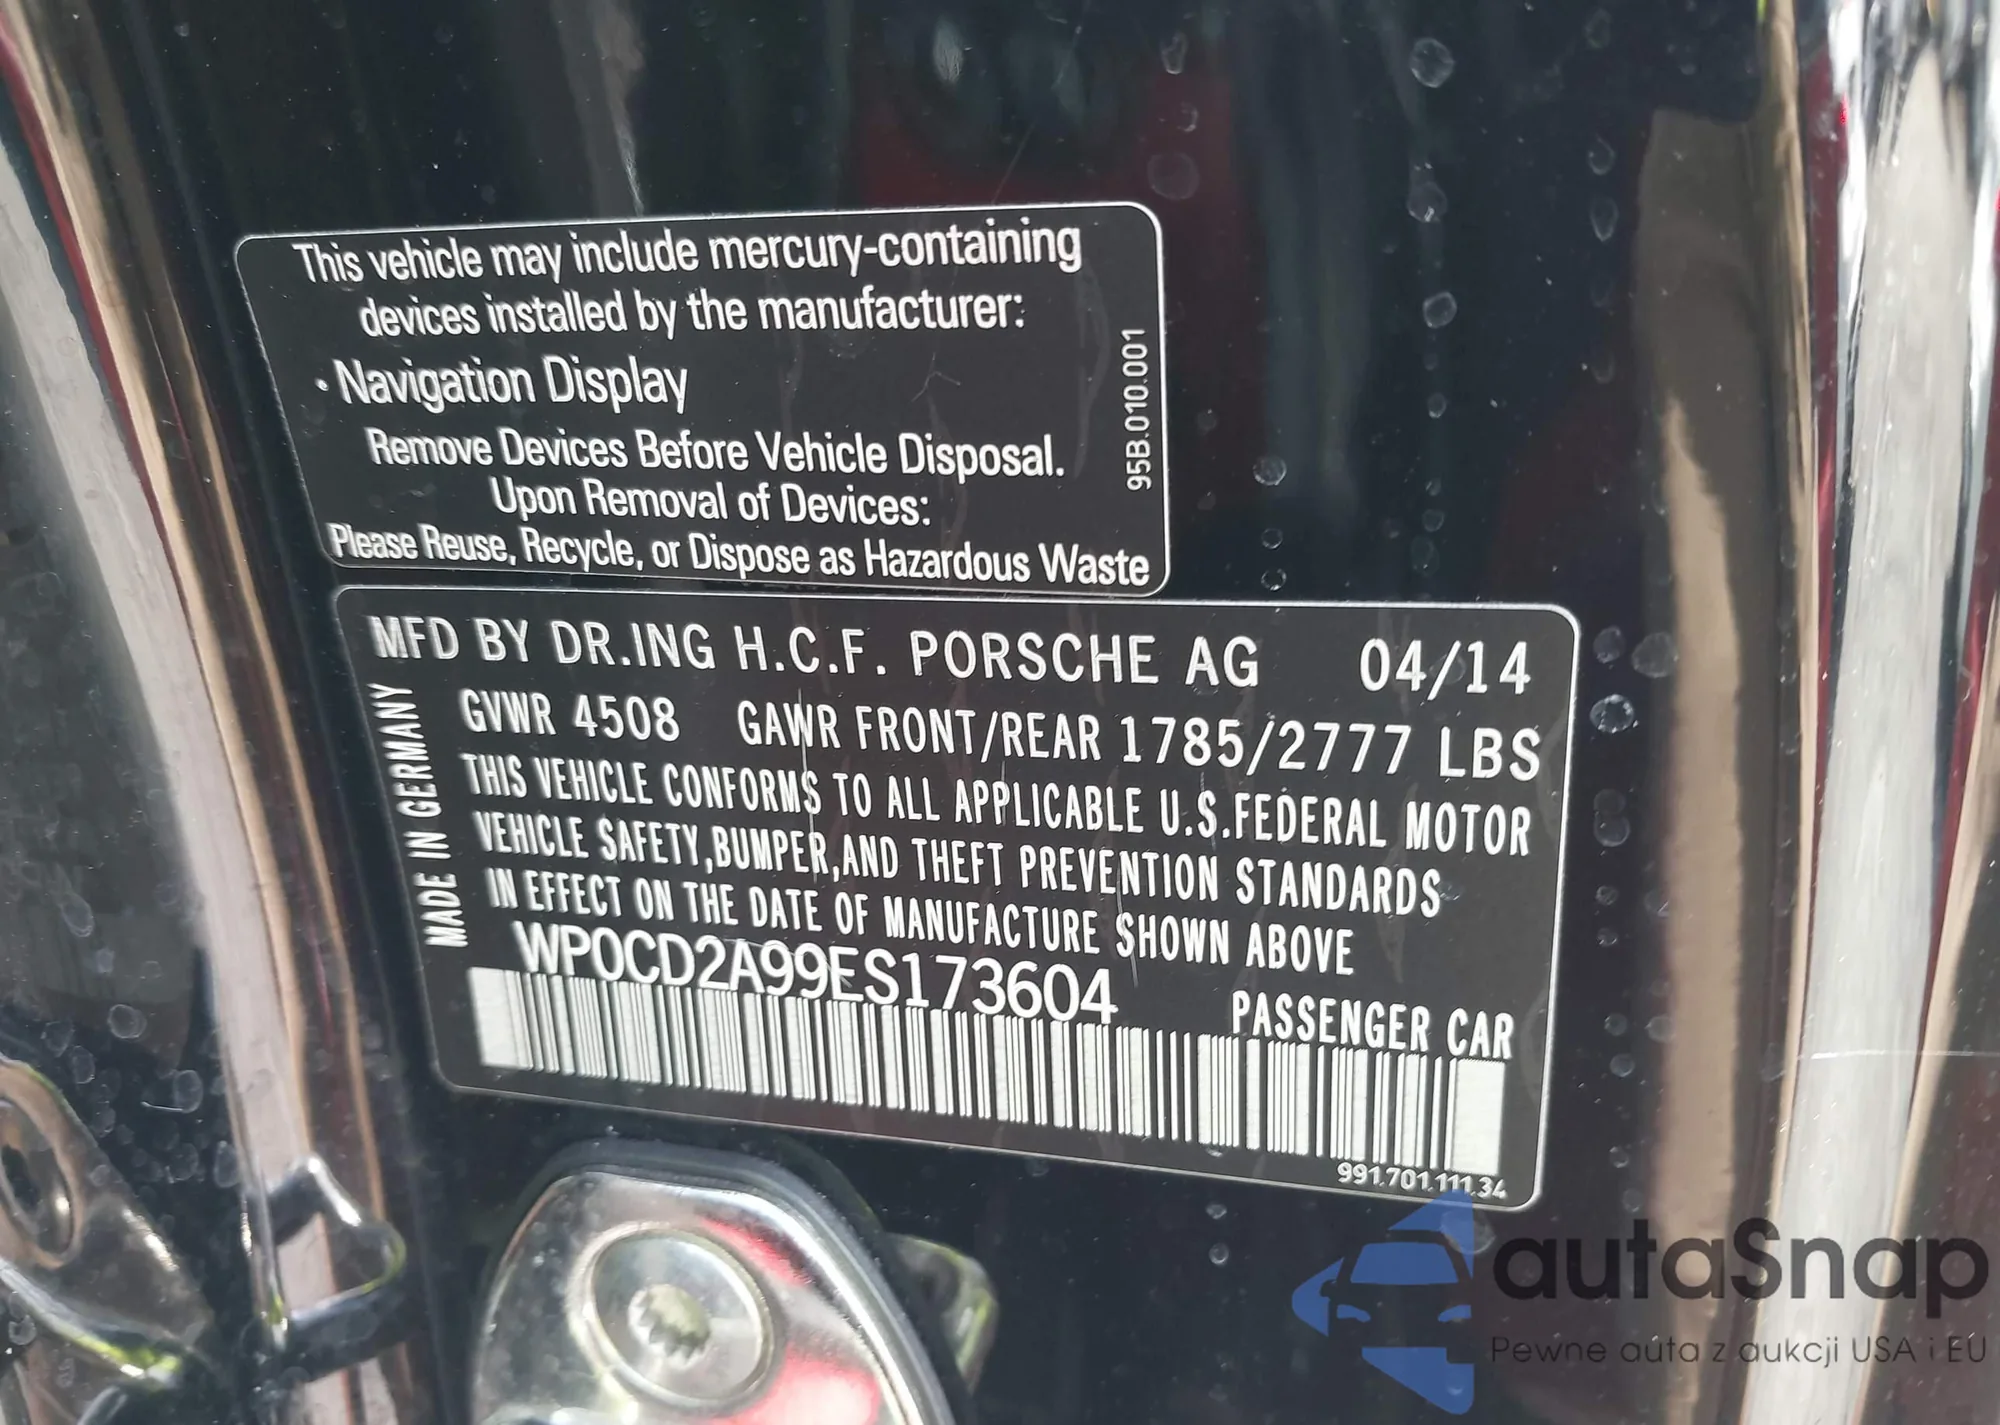 This vehicle may include mercury-containing
devices installed by the manufacturer:
· Navigation Display
Remove Devices Before Vehicle Disposal.
Upon Removal of Devices:
Please Reuse, Recycle, or Dispose as Hazardous Waste
95B.010.001
MFD BY DR.ING H.C.F. PORSCHE AG 04/14
GVWR 4508 GAWR FRONT/REAR 1785/2777 LBS
THIS VEHICLE CONFORMS TO ALL APPLICABLE U.S.FEDERAL MOTOR
VEHICLE SAFETY,BUMPER,AND THEFT PREVENTION STANDARDS
IN EFFECT ON THE DATE OF MANUFACTURE SHOWN ABOVE
MADE IN GERMANY
WP0CD2A99ES173604
PASSENGER CAR
991.701.111.34
autaSnap
Pewne auta z aukcji USA i EU